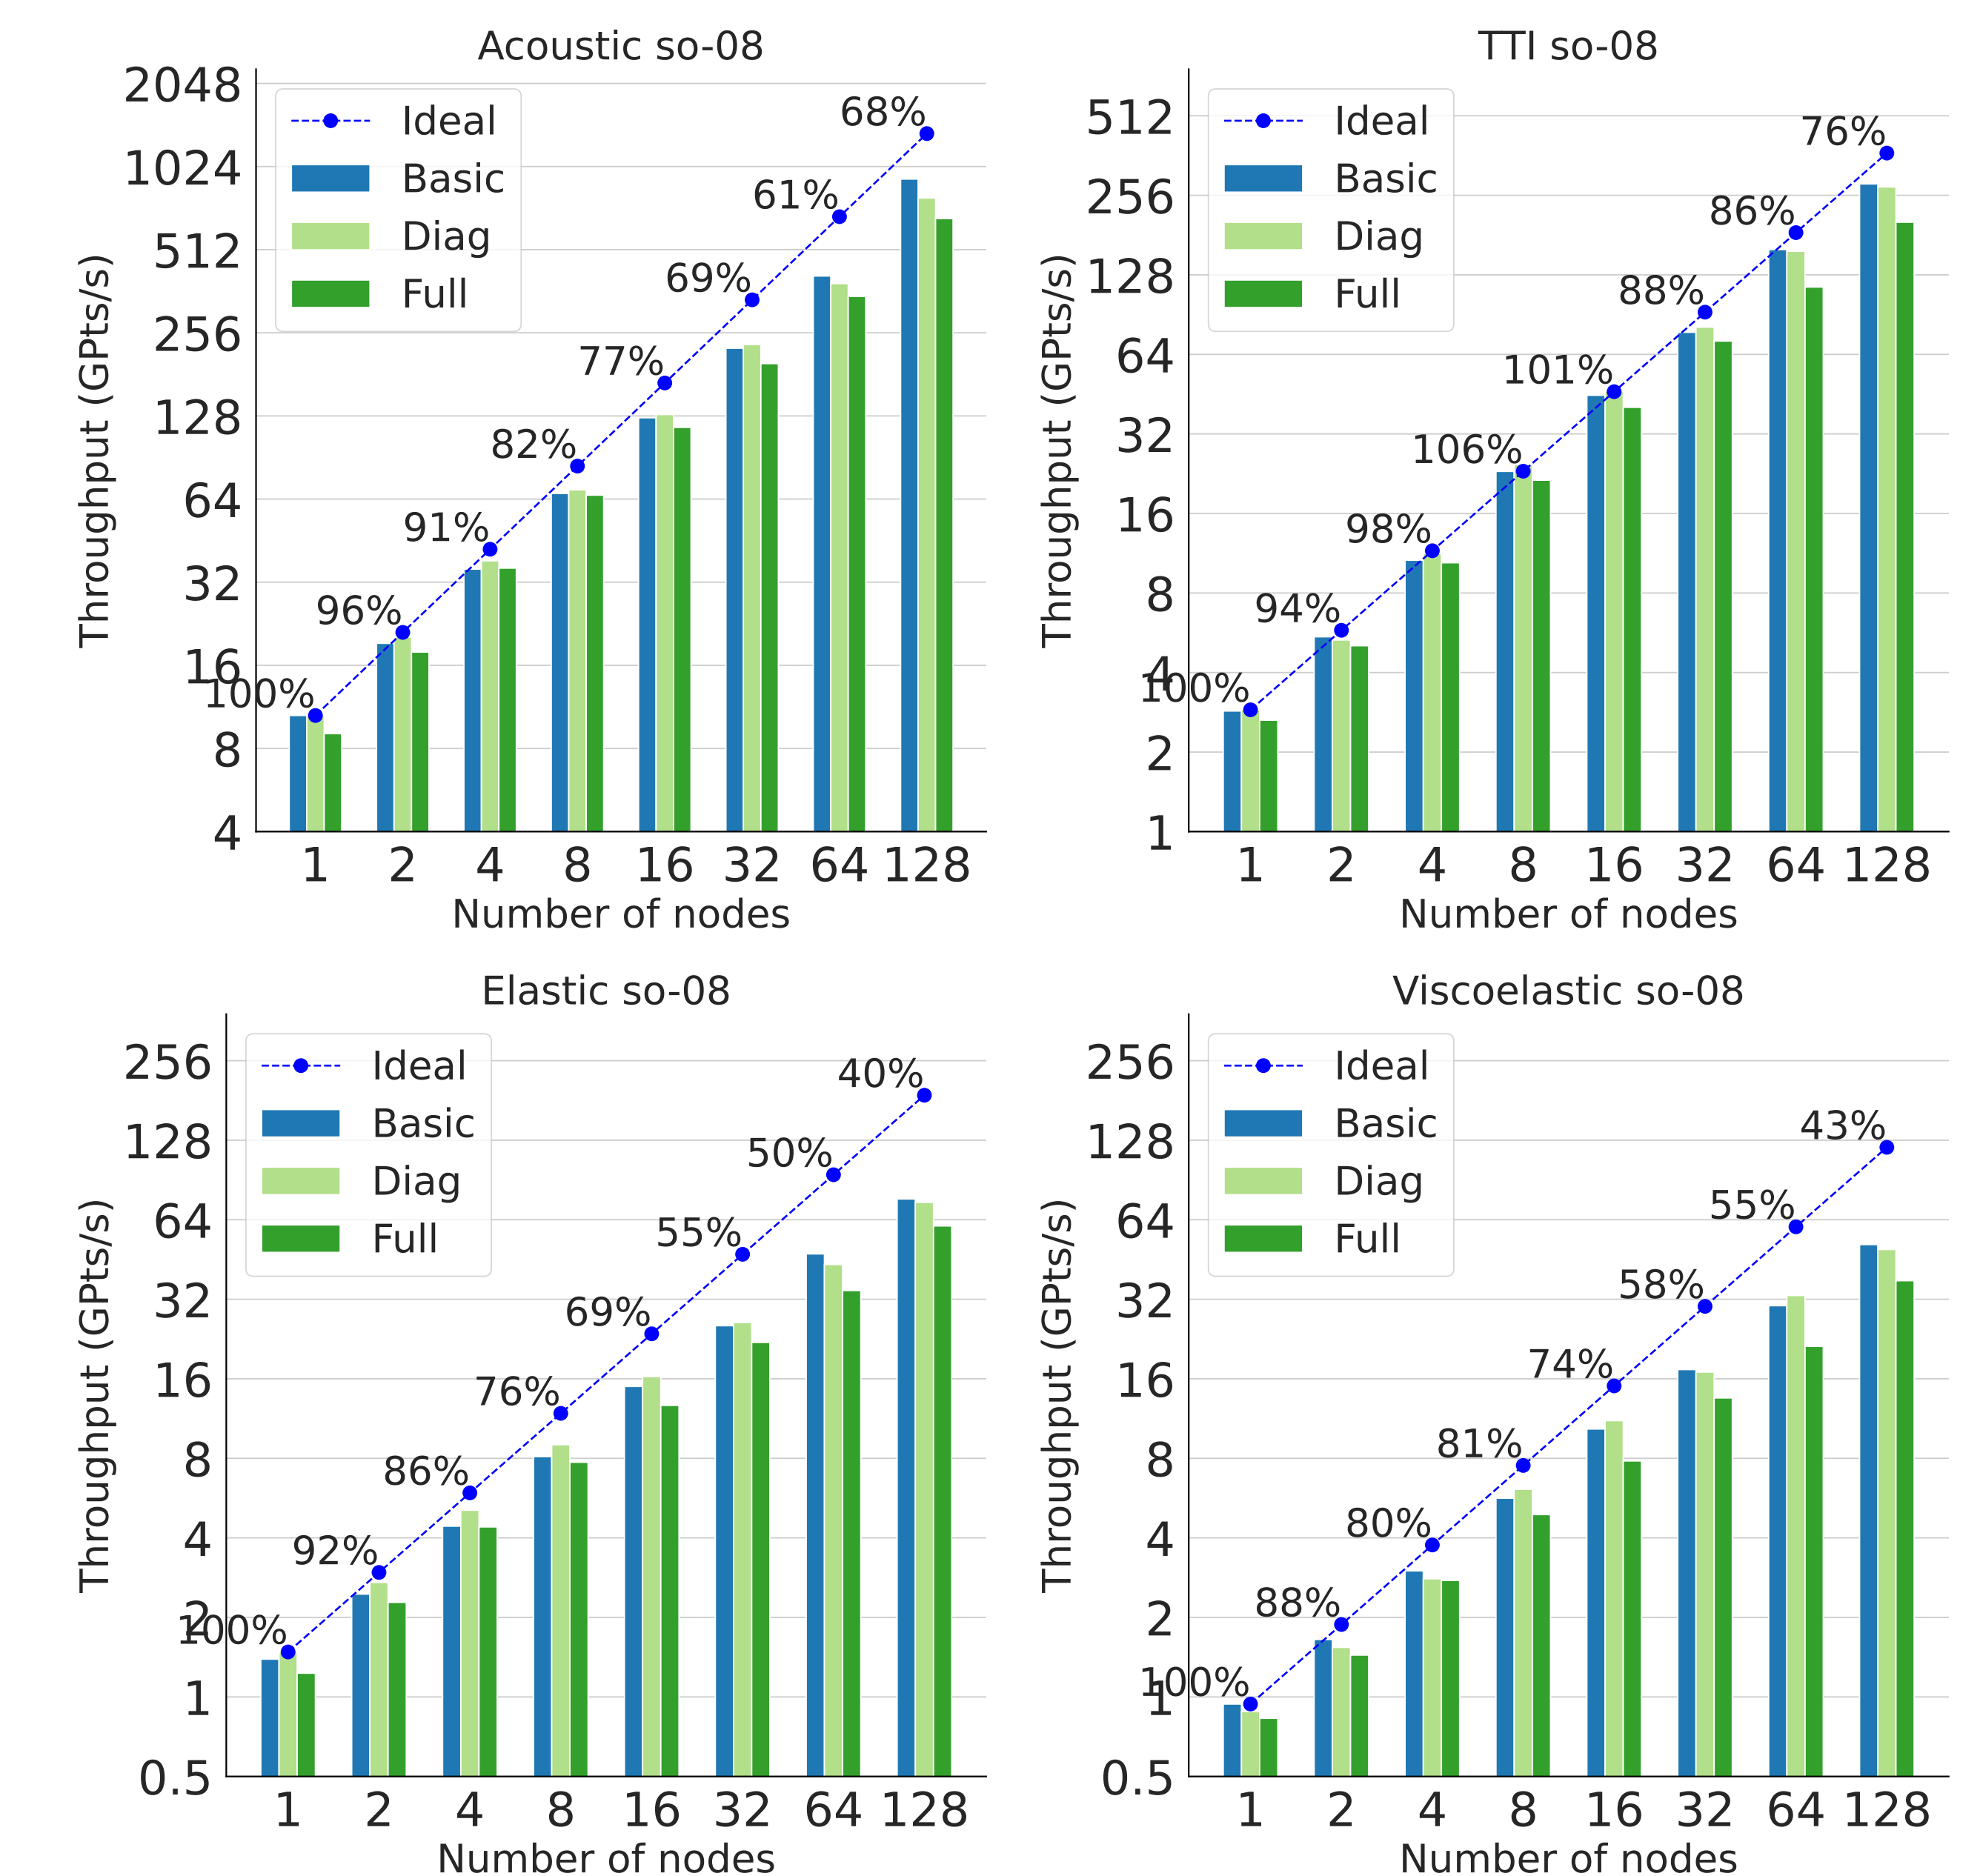 Acoustic so-08
Throughput (GPts/s)
2048
1024
512
256
128
64
32
16
8
4
Ideal
Basic
Diag
Full
100%
96%
91%
82%
77%
69%
61%
68%
1 2 4 8 16 32 64 128
Number of nodes
TTI so-08
Throughput (GPts/s)
512
256
128
64
32
16
8
4
2
1
Ideal
Basic
Diag
Full
100%
94%
98%
106%
101%
88%
86%
76%
1 2 4 8 16 32 64 128
Number of nodes
Elastic so-08
Throughput (GPts/s)
256
128
64
32
16
8
4
2
1
0.5
Ideal
Basic
Diag
Full
100%
92%
86%
76%
69%
55%
50%
40%
1 2 4 8 16 32 64 128
Number of nodes
Viscoelastic so-08
Throughput (GPts/s)
256
128
64
32
16
8
4
2
1
0.5
Ideal
Basic
Diag
Full
100%
88%
80%
81%
74%
58%
55%
43%
1 2 4 8 16 32 64 128
Number of nodes